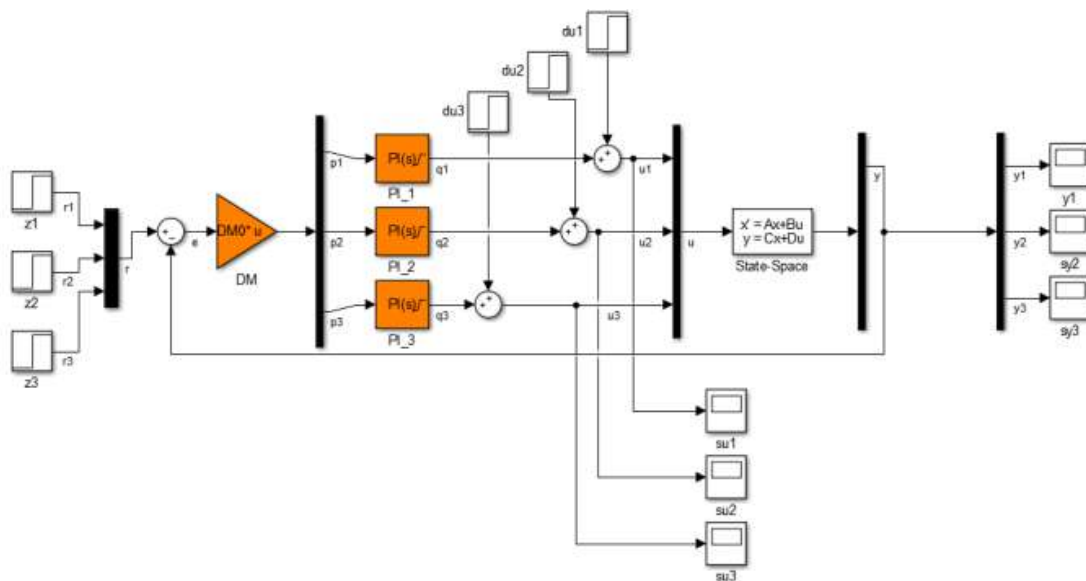 du1
du2
du3
z1
r1
z2
r2
z3
r3
r
e
DM0* u
DM
p1
p2
p3
PI(s)
PI_1
q1
PI(s)
PI_2
q2
PI(s)
PI_3
q3
u1
u2
u3
u
x' = Ax+Bu
y = Cx+Du
State-Space
y
y1
y2
y3
y1
sy2
sy3
su1
su2
su3